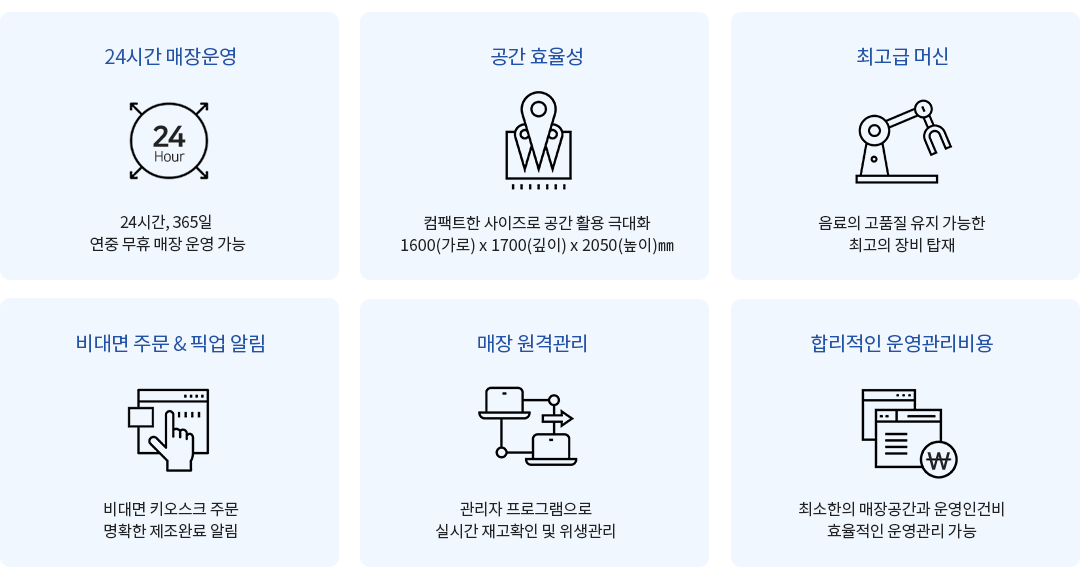 24시간 매장운영
24
Hour
24시간, 365일
연중 무휴 매장 운영 가능
공간 효율성
컴팩트한 사이즈로 공간 활용 극대화
1600(가로) x 1700(깊이) x 2050(높이)㎜
최고급 머신
음료의 고품질 유지 가능한
최고의 장비 탑재
비대면 주문 & 픽업 알림
비대면 키오스크 주문
명확한 제조완료 알림
매장 원격관리
관리자 프로그램으로
실시간 재고확인 및 위생관리
합리적인 운영관리비용
₩
최소한의 매장공간과 운영인건비
효율적인 운영관리 가능